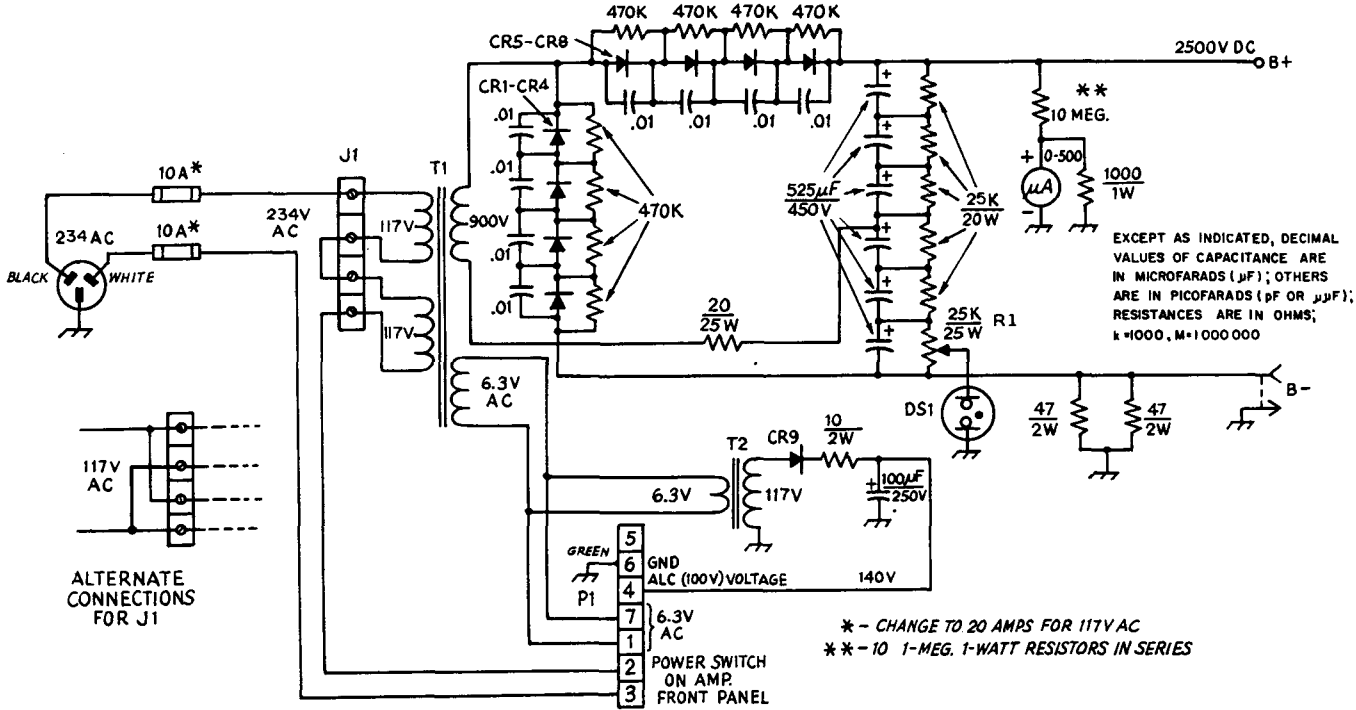 470K 470K 470K 470K
CR5-CR8
2500V DC
B+
CR1-CR4
.01 .01 .01 .01
.01
.01
.01
.01
470K
**
10 MEG.
+
0-500
µA
-
1000
1W
J1
T1
10A*
10A*
234V
AC
117V
117V
900V
234 AC
BLACK
WHITE
+
+
+
+
+
+
525µF
450V
25K
20W
25K
25W
R1
20
25W
EXCEPT AS INDICATED, DECIMAL
VALUES OF CAPACITANCE ARE
IN MICROFARADS (µF); OTHERS
ARE IN PICOFARADS (pF OR µµF);
RESISTANCES ARE IN OHMS;
k=1000, M=1000000
B-
6.3V
AC
DS1
47
2W
47
2W
T2
CR9
10
2W
6.3V
117V
+
100µF
250V
117V
AC
ALTERNATE
CONNECTIONS
FOR J1
5
GREEN
6 GND
4 ALC (100V) VOLTAGE 140V
P1
7
1
6.3V
AC
2
3
POWER SWITCH
ON AMP.
FRONT PANEL
* - CHANGE TO 20 AMPS FOR 117V AC
** - 10 1-MEG. 1-WATT RESISTORS IN SERIES